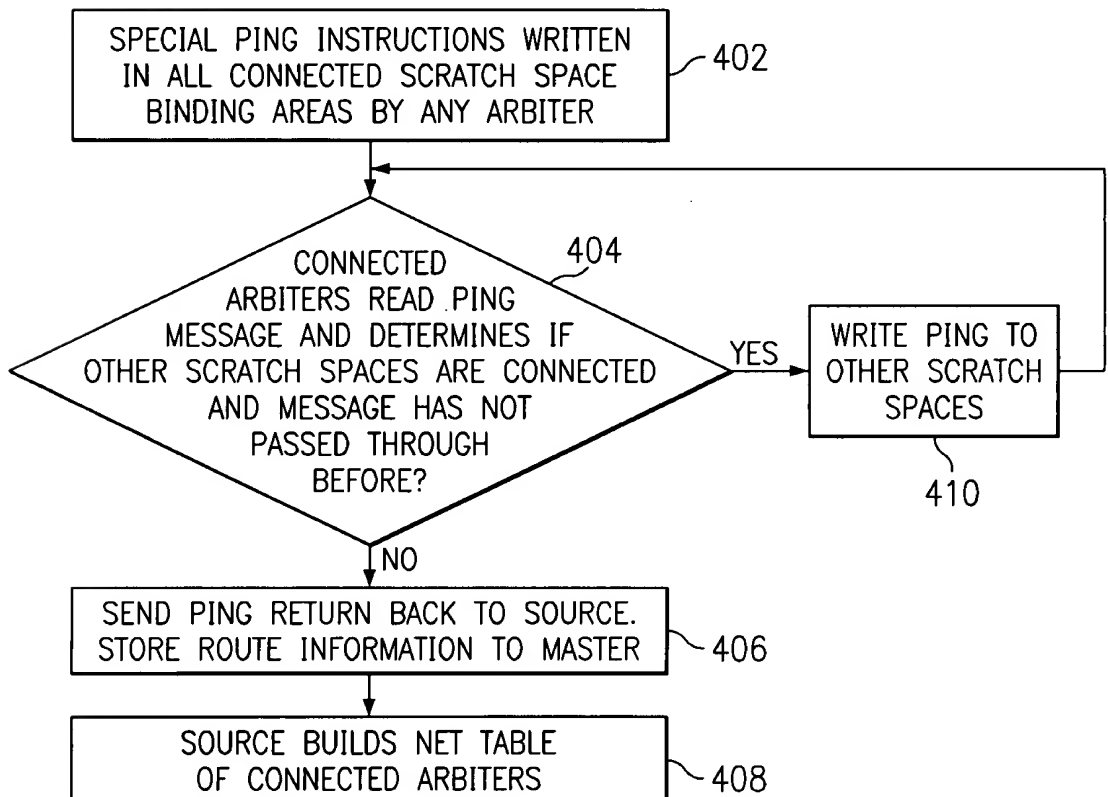 SPECIAL PING INSTRUCTIONS WRITTEN
IN ALL CONNECTED SCRATCH SPACE
BINDING AREAS BY ANY ARBITER
402
CONNECTED
ARBITERS READ PING
MESSAGE AND DETERMINES IF
OTHER SCRATCH SPACES ARE CONNECTED
AND MESSAGE HAS NOT
PASSED THROUGH
BEFORE?
404
YES
WRITE PING TO
OTHER SCRATCH
SPACES
410
NO
SEND PING RETURN BACK TO SOURCE.
STORE ROUTE INFORMATION TO MASTER
406
SOURCE BUILDS NET TABLE
OF CONNECTED ARBITERS
408